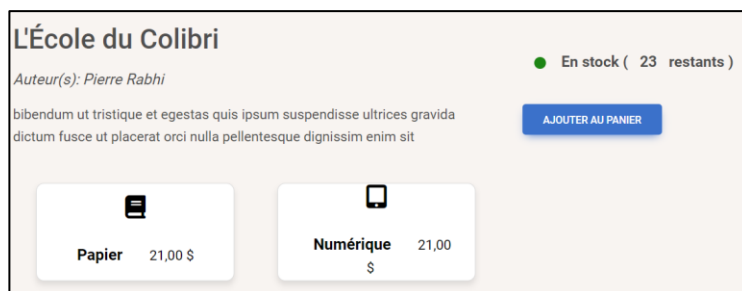 L'École du Colibri
Auteur(s): Pierre Rabhi
bibendum ut tristique et egestas quis ipsum suspendisse ultrices gravida
dictum fusce ut placerat orci nulla pellentesque dignissim enim sit
En stock ( 23 restants )
AJOUTER AU PANIER
Papier 21,00 $
Numérique 21,00
$